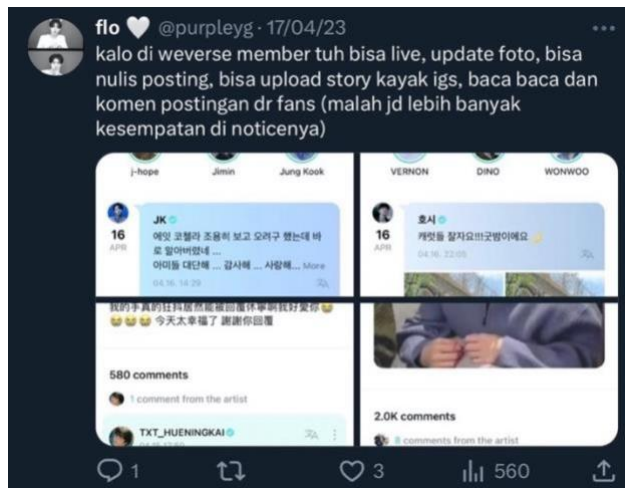 flo 🤍 @purpleyg · 17/04/23
kalo di weverse member tuh bisa live, update foto, bisa
nulis posting, bisa upload story kayak igs, baca baca dan
komen postingan dr fans (malah jd lebih banyak
kesempatan di noticenya)
j-hope Jimin Jung Kook
JK
16
APR
에잇 코첼라 조용히 보고 오려구 했는데 바
로 알아버렸네 ...
아미들 대단해 ... 감사해 ... 사랑해... More
04.16. 14:29
VERNON DINO WONWOO
호시
16
APR
캐럿들 잘자요!!!굿밤이에요 🌙
04.16. 22:05
我的手真的狂抖居然能被回覆休寧啊我好愛你😭
😭😭😭 今天太幸福了 謝謝你回覆
580 comments
1 comment from the artist
TXT_HUENINGKAI
2.0K comments
8 comments from the artist
1 3 560